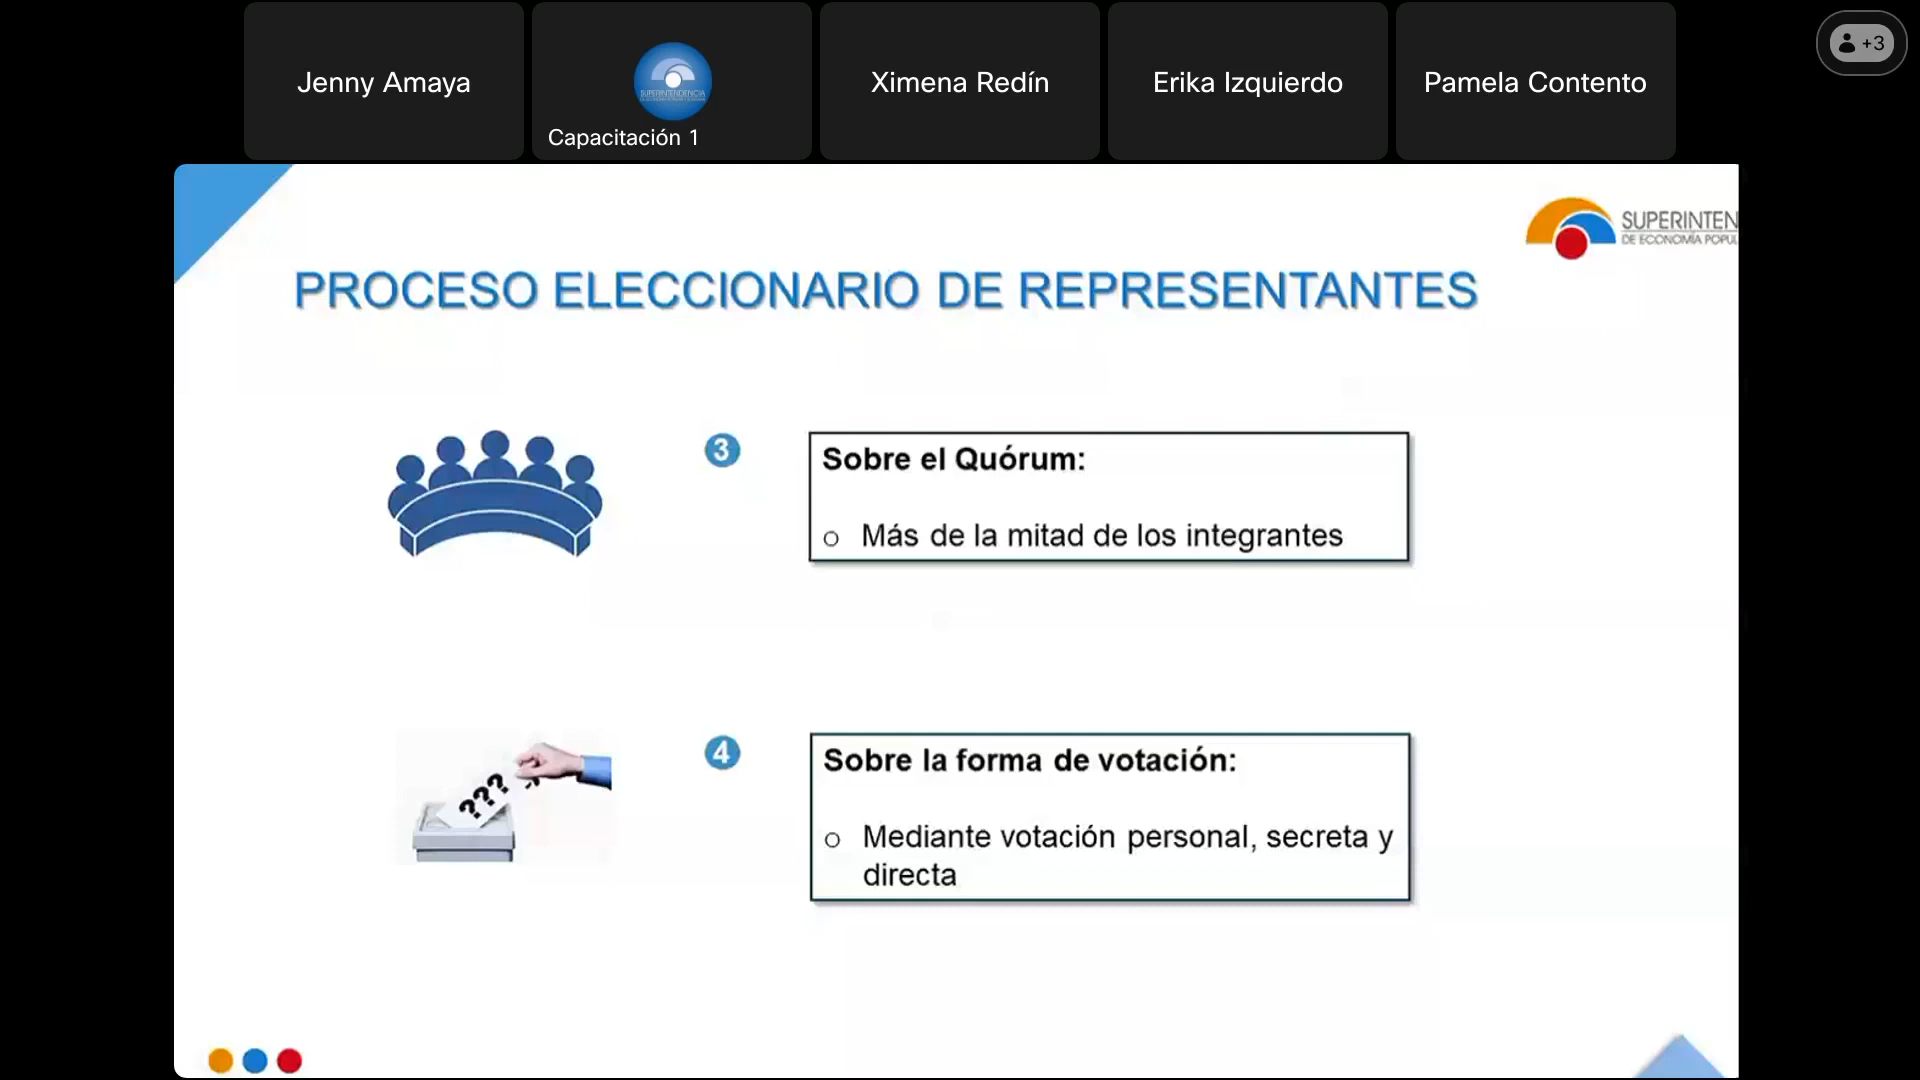 Jenny Amaya
Capacitación 1
Ximena Redín
Erika Izquierdo
Pamela Contento
+3
SUPERINTEN
DE ECONOMÍA POPUL
PROCESO ELECCIONARIO DE REPRESENTANTES
3
Sobre el Quórum:
o Más de la mitad de los integrantes
???
4
Sobre la forma de votación:
o Mediante votación personal, secreta y
directa